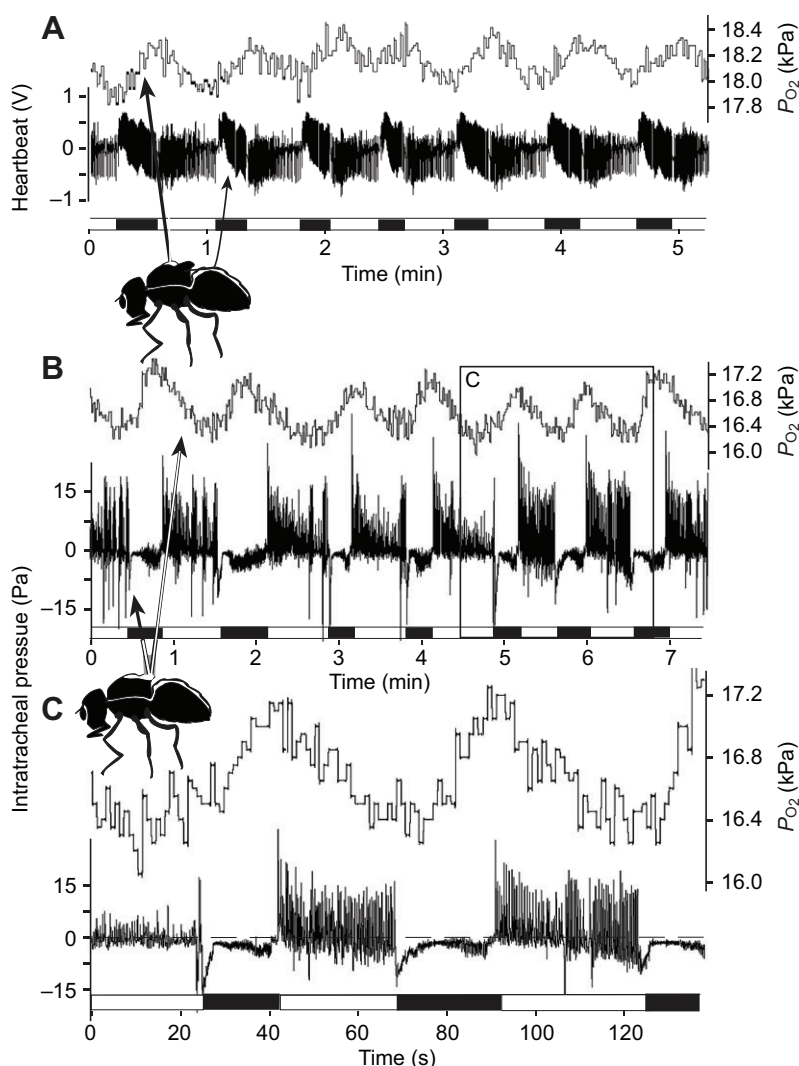 A
Heartbeat (V)
1
0
–1
18.4
18.2
18.0
17.8
PO2 (kPa)
0 1 2 3 4 5
Time (min)
B
C
17.2
16.8
16.4
16.0
PO2 (kPa)
15
0
–15
0 1 2 3 4 5 6 7
Time (min)
Intratracheal pressue (Pa)
C
17.2
16.8
16.4
16.0
PO2 (kPa)
15
0
–15
0 20 40 60 80 100 120
Time (s)